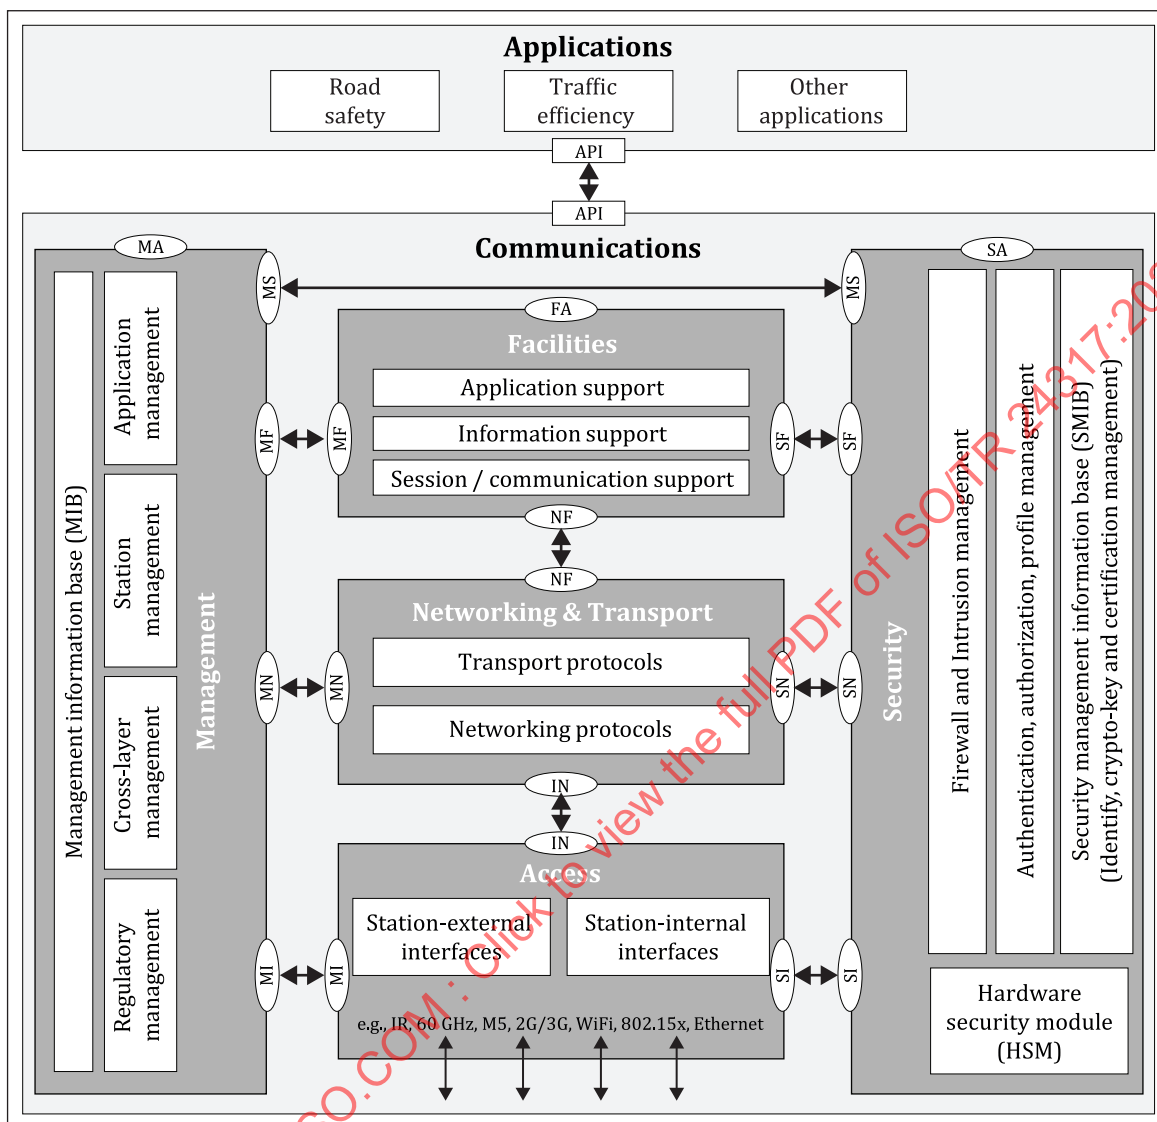 Applications
Road
safety
Traffic
efficiency
Other
applications
API
API
Communications
MA
Management information base (MIB)
Application
management
Station
management
Cross-layer
management
Regulatory
management
Management
MS
MF
MN
MI
MS
SF
SN
SI
FA
Facilities
Application support
Information support
Session / communication support
MF
SF
NF
NF
Networking & Transport
Transport protocols
Networking protocols
MN
SN
IN
IN
Access
Station-external
interfaces
Station-internal
interfaces
MI
SI
e.g., IR, 60 GHz, M5, 2G/3G, WiFi, 802.15x, Ethernet
SA
Security
Firewall and Intrusion management
Authentication, authorization, profile management
Security management information base (SMIB)
(Identify, crypto-key and certification management)
Hardware
security module
(HSM)
SO.COM : Click to view the full PDF of ISO/TR 24317:20